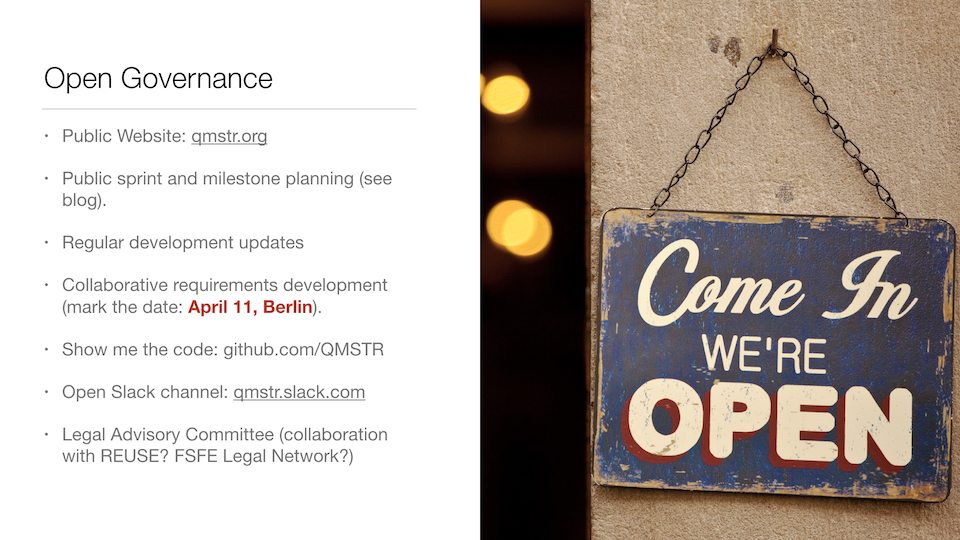 Open Governance
• Public Website: qmstr.org
• Public sprint and milestone planning (see
blog).
• Regular development updates
• Collaborative requirements development
(mark the date: April 11, Berlin).
• Show me the code: github.com/QMSTR
• Open Slack channel: qmstr.slack.com
• Legal Advisory Committee (collaboration
with REUSE? FSFE Legal Network?)
Come In
WE'RE
OPEN